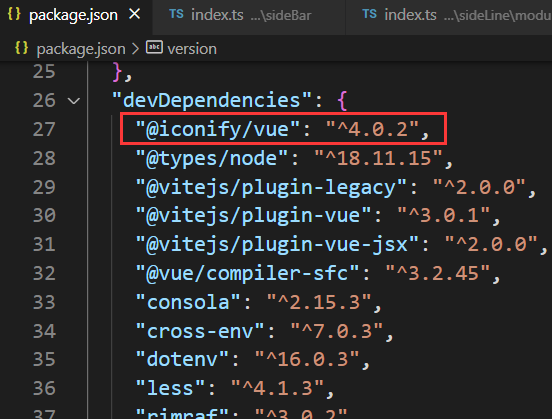 {} package.json × TS index.ts ...\sideBar TS index.ts ...\sideLine\modu
{} package.json > abc version
25 },
26 "devDependencies": {
27 "@iconify/vue": "^4.0.2",
28 "@types/node": "^18.11.15",
29 "@vitejs/plugin-legacy": "^2.0.0",
30 "@vitejs/plugin-vue": "^3.0.1",
31 "@vitejs/plugin-vue-jsx": "^2.0.0",
32 "@vue/compiler-sfc": "^3.2.45",
33 "consola": "^2.15.3",
34 "cross-env": "^7.0.3",
35 "dotenv": "^16.0.3",
36 "less": "^4.1.3",
37 "rimraf": "^3.0.2"